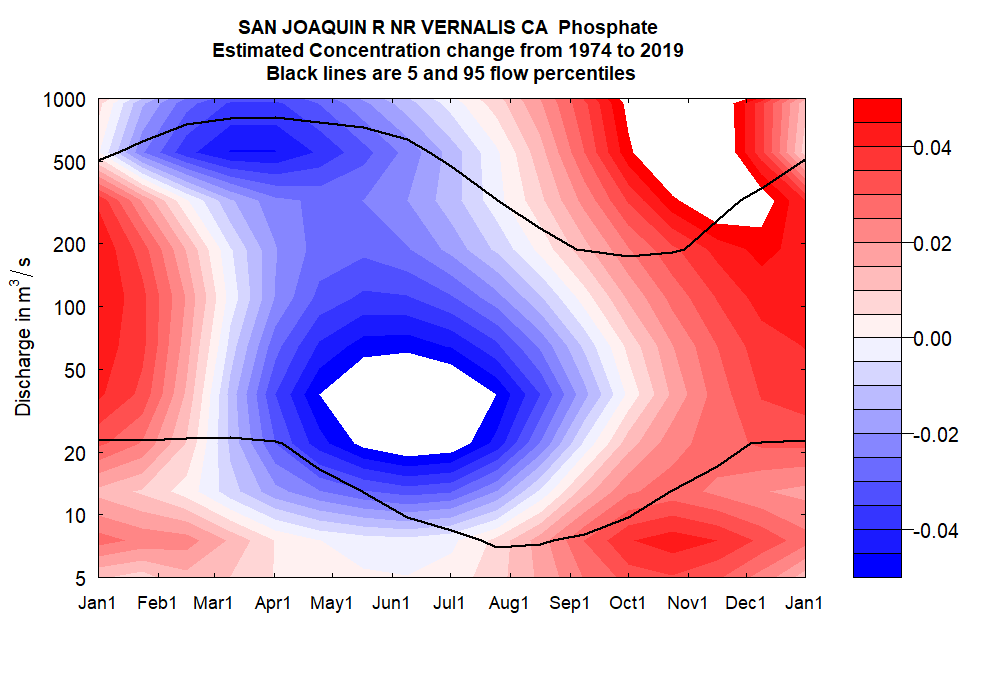 SAN JOAQUIN R NR VERNALIS CA  Phosphate
Estimated Concentration change from 1974 to 2019
Black lines are 5 and 95 flow percentiles
Discharge in m³/ s
1000
500
200
100
50
20
10
5
Jan1 Feb1 Mar1 Apr1 May1 Jun1 Jul1 Aug1 Sep1 Oct1 Nov1 Dec1 Jan1
0.04
0.02
0.00
-0.02
-0.04